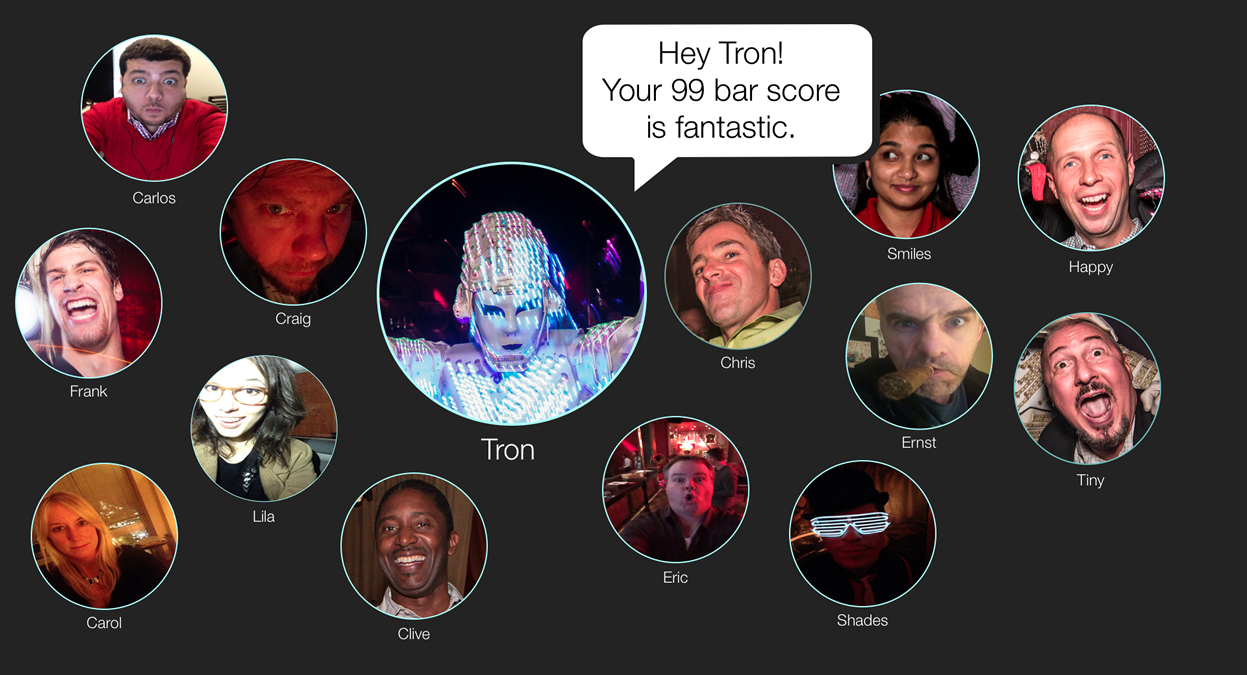 Hey Tron!
Your 99 bar score
is fantastic.
Carlos
Smiles
Happy
Craig
Chris
Frank
Ernst
Tron
Tiny
Lila
Eric
Carol
Clive
Shades